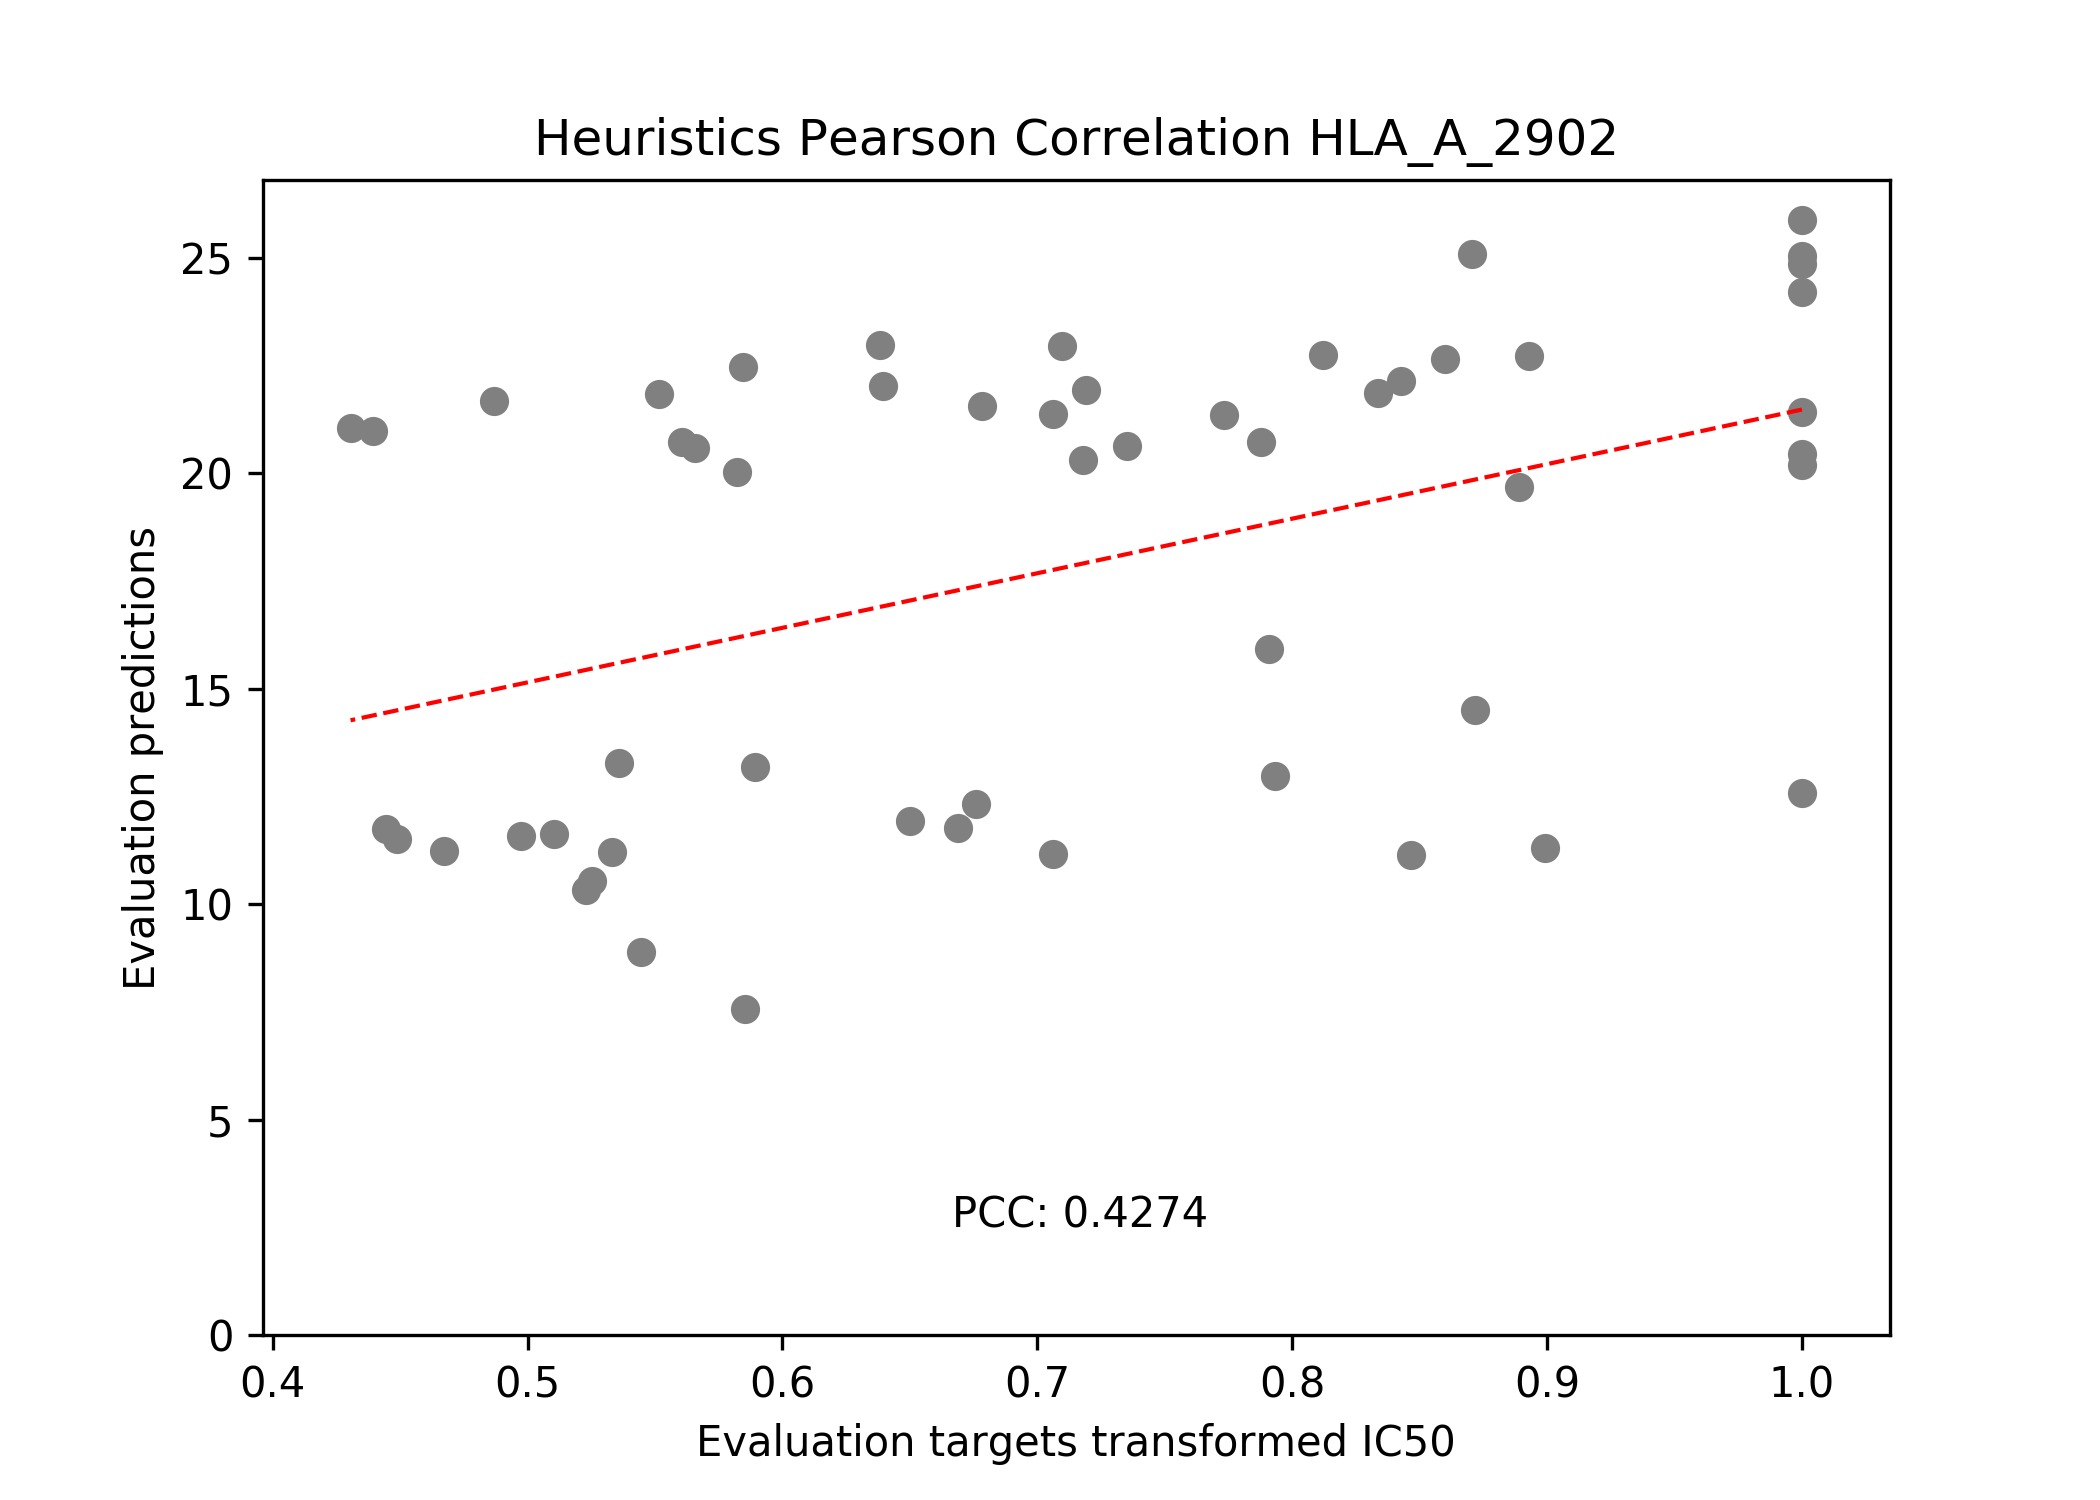 Heuristics Pearson Correlation HLA_A_2902
25
20
15
10
5
0
Evaluation predictions
PCC: 0.4274
0.4 0.5 0.6 0.7 0.8 0.9 1.0
Evaluation targets transformed IC50